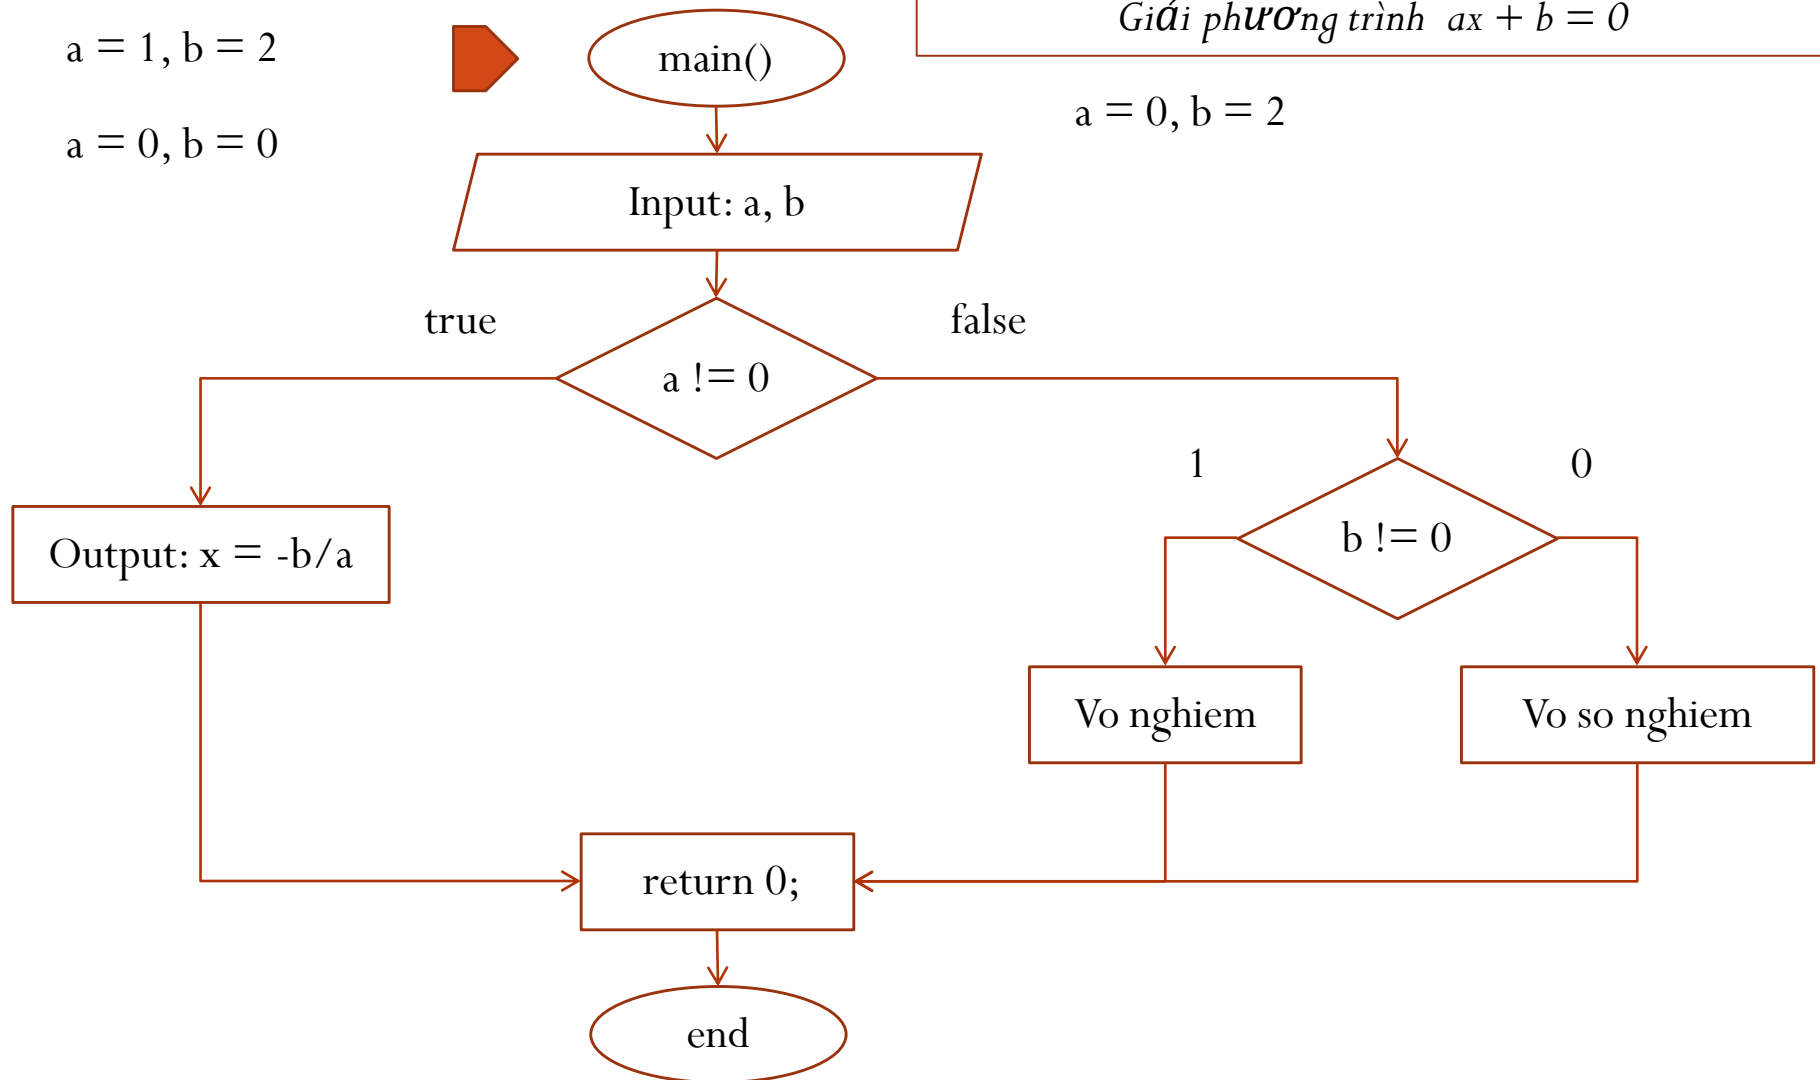 a = 1, b = 2
main()
Giái phương trình ax + b = 0
a = 0, b = 2
a = 0, b = 0
Input: a, b
true
false
a != 0
1
0
b != 0
Output: x = -b/a
Vo nghiem
Vo so nghiem
return 0;
end